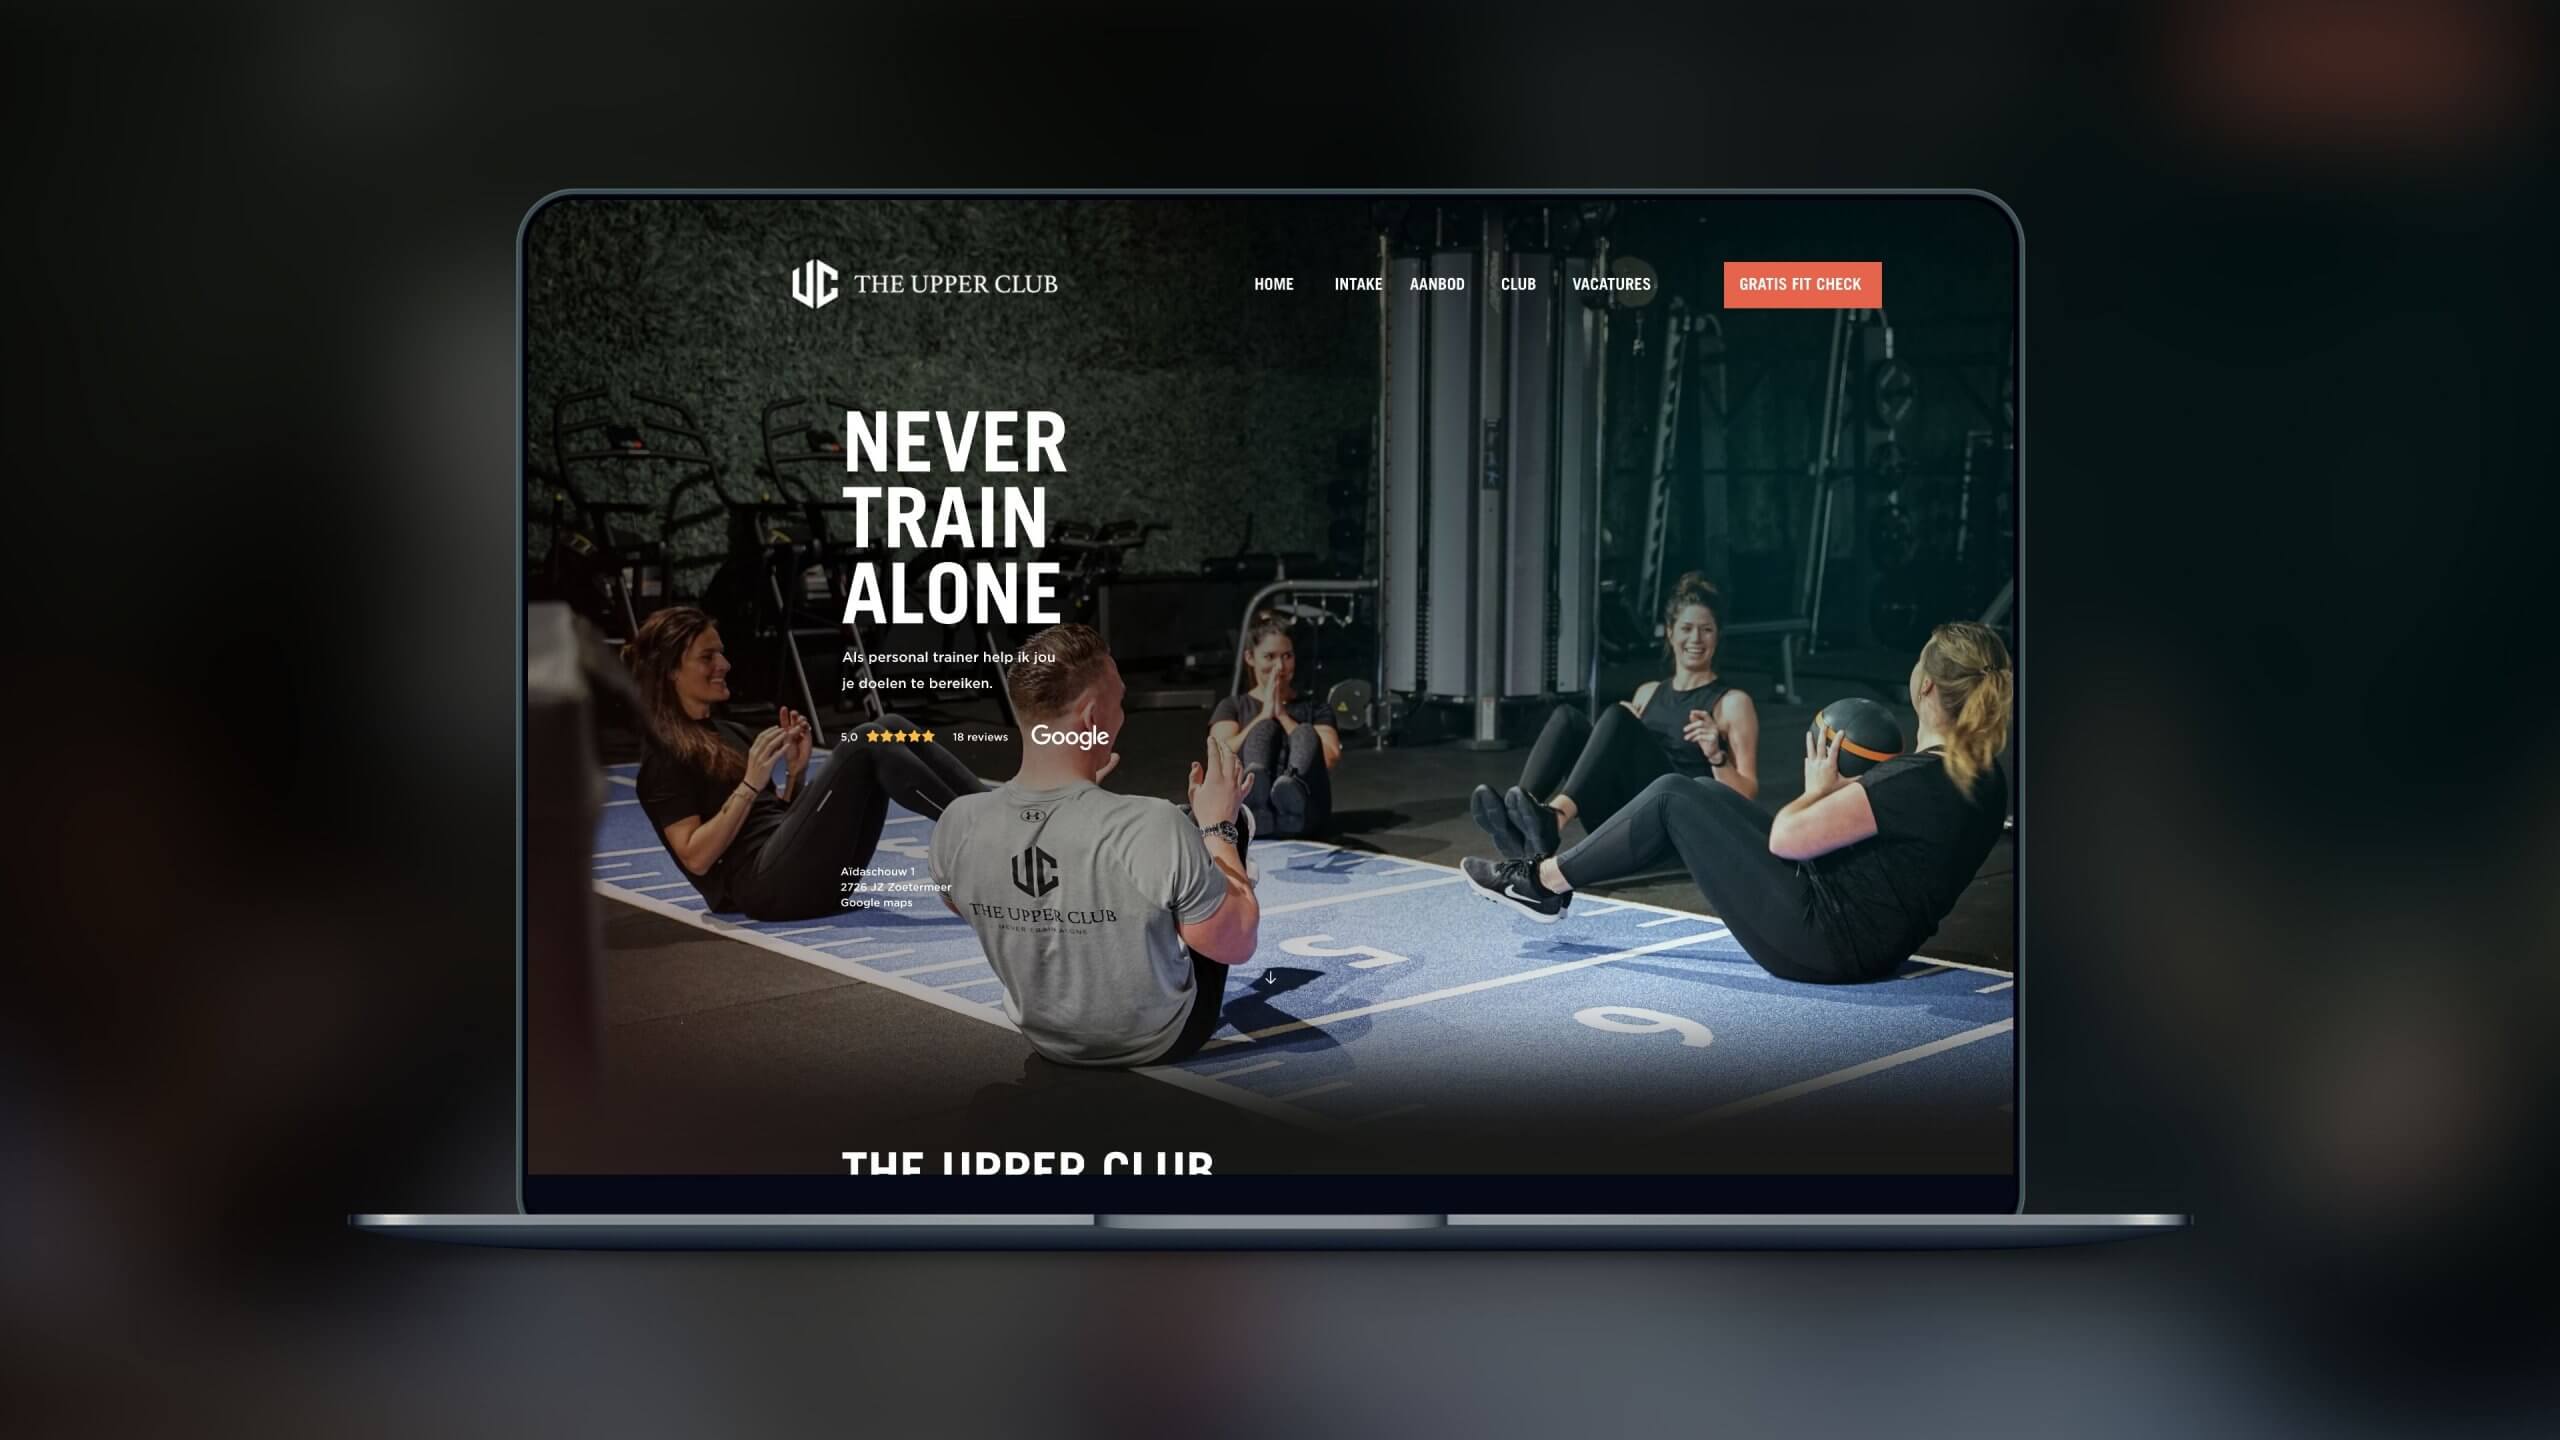 UC THE UPPER CLUB
HOME INTAKE AANBOD CLUB VACATURES GRATIS FIT CHECK
NEVER
TRAIN
ALONE
Als personal trainer help ik jou
je doelen te bereiken.
5,0 18 reviews Google
Aïdaschouw 1
2726 JZ Zoetermeer
Google maps
UC
THE UPPER CLUB
NEVER TRAIN ALONE
5
6
THE UPPER CLUB